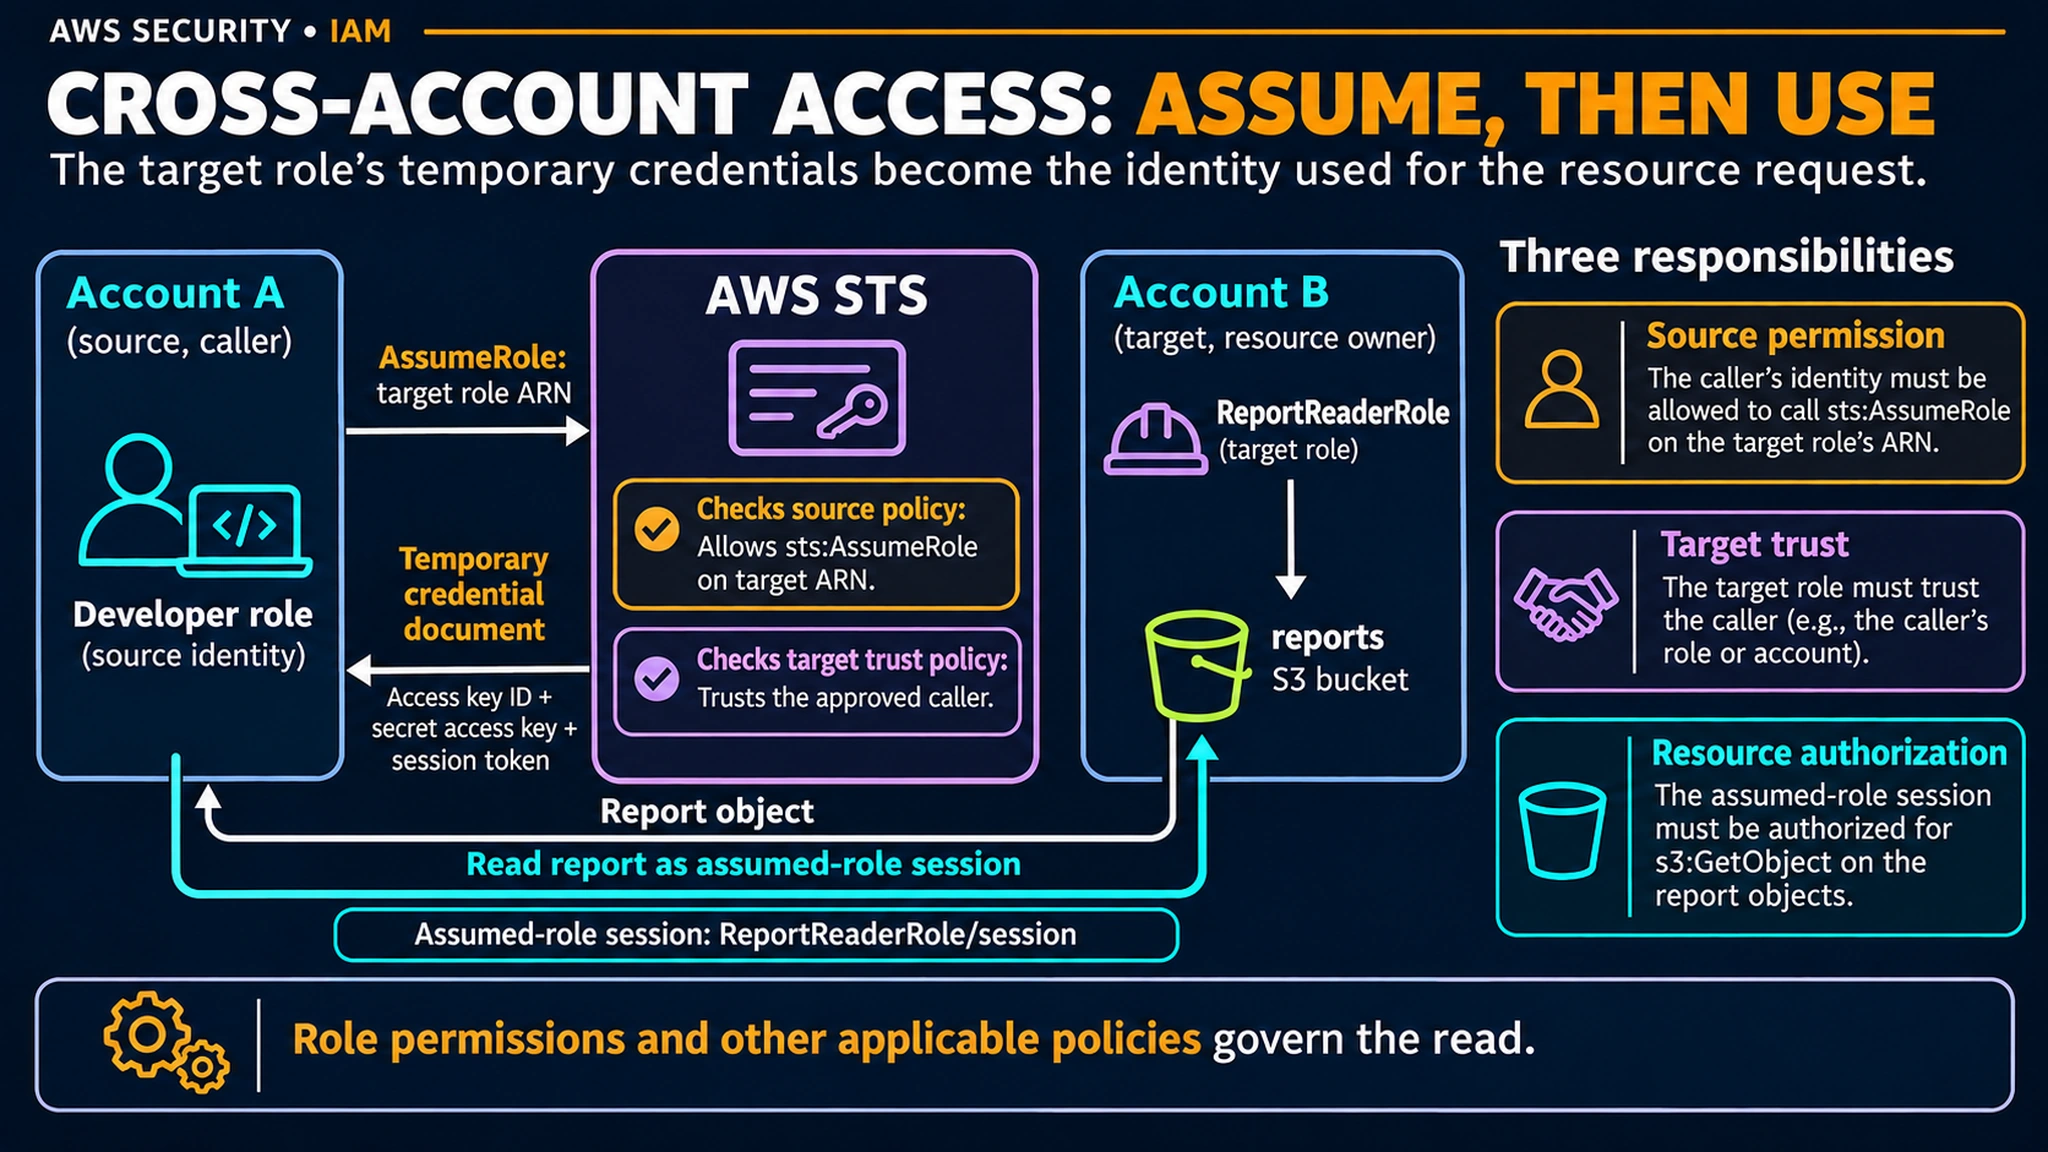 AWS SECURITY • IAM
CROSS-ACCOUNT ACCESS: ASSUME, THEN USE
The target role's temporary credentials become the identity used for the resource request.
Account A
(source, caller)
Developer role
(source identity)
AssumeRole:
target role ARN
Temporary
credential
document
Access key ID +
secret access key +
session token
AWS STS
Checks source policy:
Allows sts:AssumeRole
on target ARN.
Checks target trust policy:
Trusts the approved caller.
Account B
(target, resource owner)
ReportReaderRole
(target role)
reports
S3 bucket
Report object
Read report as assumed-role session
Assumed-role session: ReportReaderRole/session
Three responsibilities
Source permission
The caller's identity must be
allowed to call sts:AssumeRole
on the target role's ARN.
Target trust
The target role must trust
the caller (e.g., the caller's
role or account).
Resource authorization
The assumed-role session
must be authorized for
s3:GetObject on the
report objects.
Role permissions and other applicable policies govern the read.